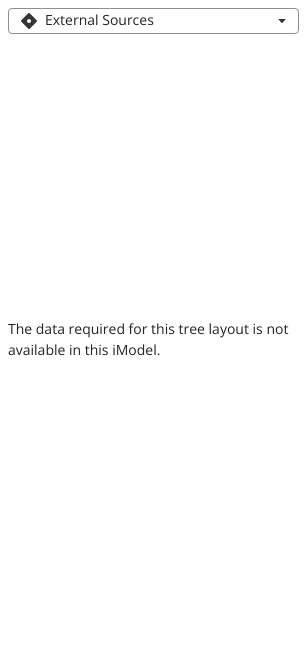 External Sources
The data required for this tree layout is not
available in this iModel.